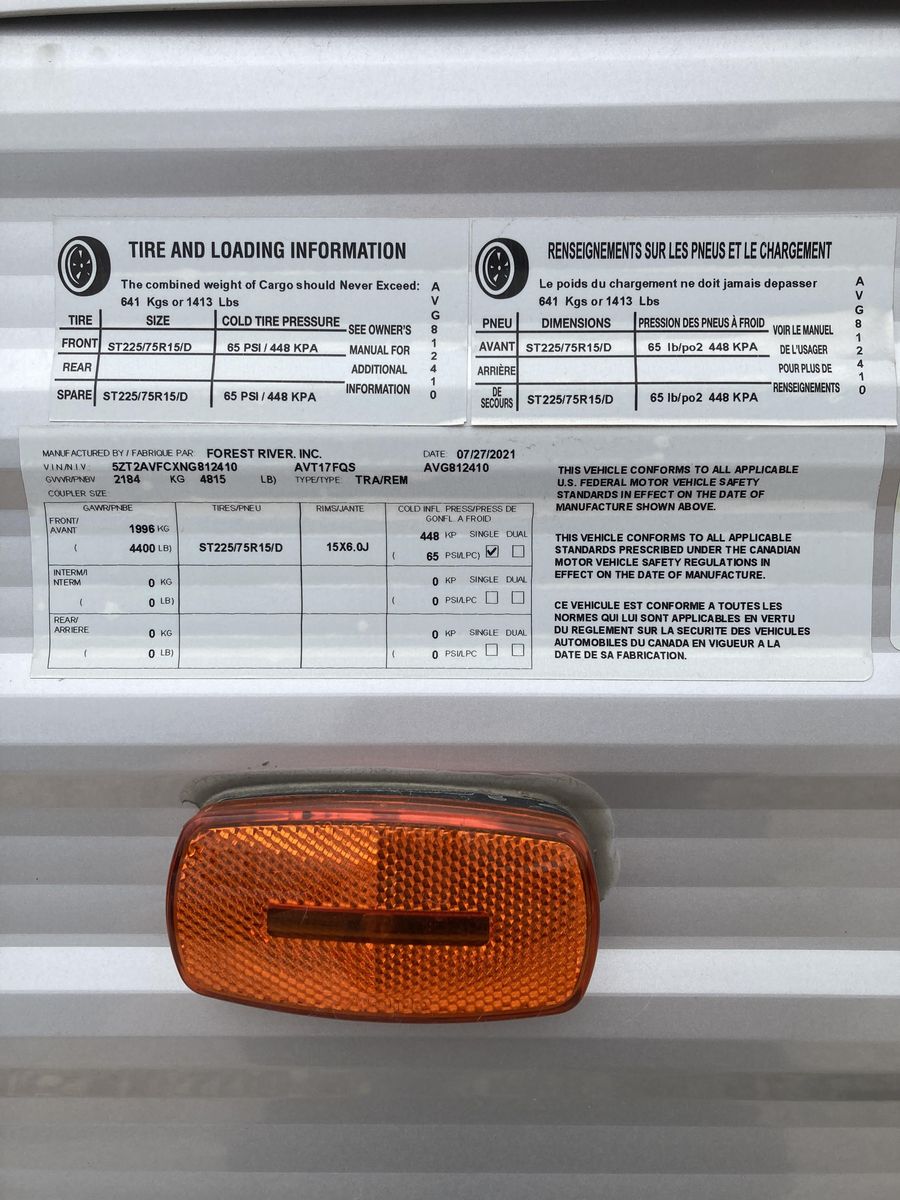 TIRE AND LOADING INFORMATION
The combined weight of Cargo should Never Exceed:
641 Kgs or 1413 Lbs
TIRE SIZE COLD TIRE PRESSURE
SEE OWNER'S
MANUAL FOR
ADDITIONAL
INFORMATION
FRONT ST225/75R15/D 65 PSI / 448 KPA
REAR
SPARE ST225/75R15/D 65 PSI / 448 KPA
AVG812410
RENSEIGNEMENTS SUR LES PNEUS ET LE CHARGEMENT
Le poids du chargement ne doit jamais depasser
641 Kgs or 1413 Lbs
PNEU DIMENSIONS PRESSION DES PNEUS À FROID
VOIR LE MANUEL
DE L'USAGER
POUR PLUS DE
RENSEIGNEMENTS
AVANT ST225/75R15/D 65 lb/po2 448 KPA
ARRIÈRE
DE
SECOURS ST225/75R15/D 65 lb/po2 448 KPA
AVG812410
MANUFACTURED BY / FABRIQUE PAR: FOREST RIVER, INC. DATE 07/27/2021
V I N./N I V : 5ZT2AVFCXNG812410 AVT17FQS AVG812410
GVWR/PNBV 2184 KG 4815 LB) TYPE/TYPE: TRA/REM
COUPLER SIZE:
GAWR/PNBE TIRES/PNEU RIMS/JANTE COLD INFL. PRESS/PRESS DE
GONFL. A FROID
FRONT/
AVANT 1996 KG 448 KP SINGLE DUAL
( 4400 LB) ST225/75R15/D 15X6.0J ( 65 PSI/LPC)
INTERM/I
NTERM 0 KG 0 KP SINGLE DUAL
( 0 LB) ( 0 PSI/LPC
REAR/
ARRIERE 0 KG 0 KP SINGLE DUAL
( 0 LB) ( 0 PSI/LPC
THIS VEHICLE CONFORMS TO ALL APPLICABLE
U.S. FEDERAL MOTOR VEHICLE SAFETY
STANDARDS IN EFFECT ON THE DATE OF
MANUFACTURE SHOWN ABOVE.
THIS VEHICLE CONFORMS TO ALL APPLICABLE
STANDARDS PRESCRIBED UNDER THE CANADIAN
MOTOR VEHICLE SAFETY REGULATIONS IN
EFFECT ON THE DATE OF MANUFACTURE.
CE VEHICULE EST CONFORME A TOUTES LES
NORMES QUI LUI SONT APPLICABLES EN VERTU
DU REGLEMENT SUR LA SECURITE DES VEHICULES
AUTOMOBILES DU CANADA EN VIGUEUR A LA
DATE DE SA FABRICATION.